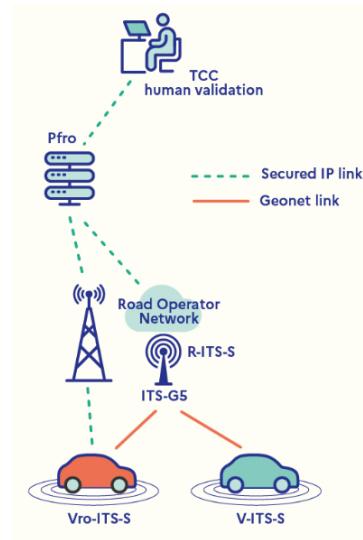 TCC
human validation
Pfro
Secured IP link
Geonet link
Road Operator
Network
R-ITS-S
ITS-G5
Vro-ITS-S
V-ITS-S